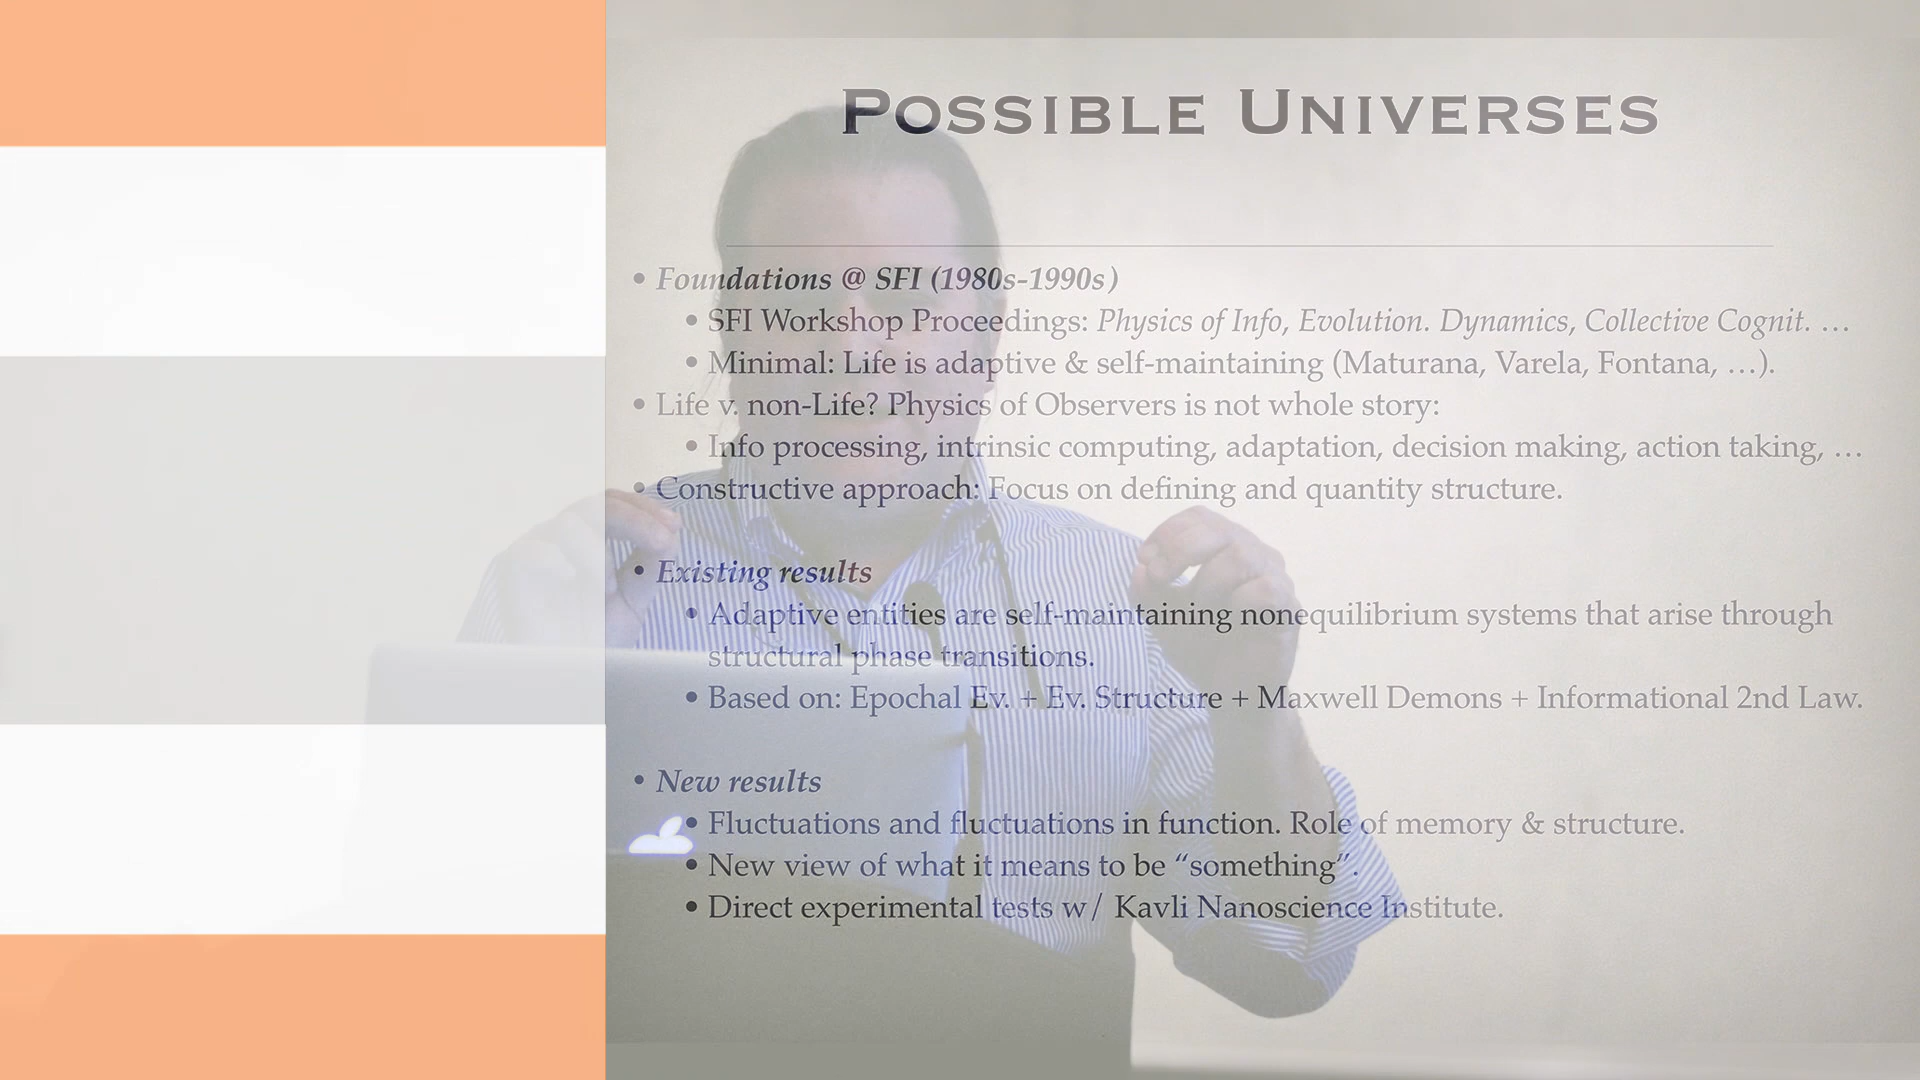 POSSIBLE UNIVERSES
• Foundations @ SFI (1980s-1990s)
• SFI Workshop Proceedings: Physics of Info, Evolution. Dynamics, Collective Cognit. …
• Minimal: Life is adaptive & self-maintaining (Maturana, Varela, Fontana, …).
• Life v. non-Life? Physics of Observers is not whole story:
• Info processing, intrinsic computing, adaptation, decision making, action taking, …
• Constructive approach: Focus on defining and quantity structure.
• Existing results
• Adaptive entities are self-maintaining nonequilibrium systems that arise through
structural phase transitions.
• Based on: Epochal Ev. + Ev. Structure + Maxwell Demons + Informational 2nd Law.
• New results
• Fluctuations and fluctuations in function. Role of memory & structure.
• New view of what it means to be “something”.
• Direct experimental tests w/ Kavli Nanoscience Institute.